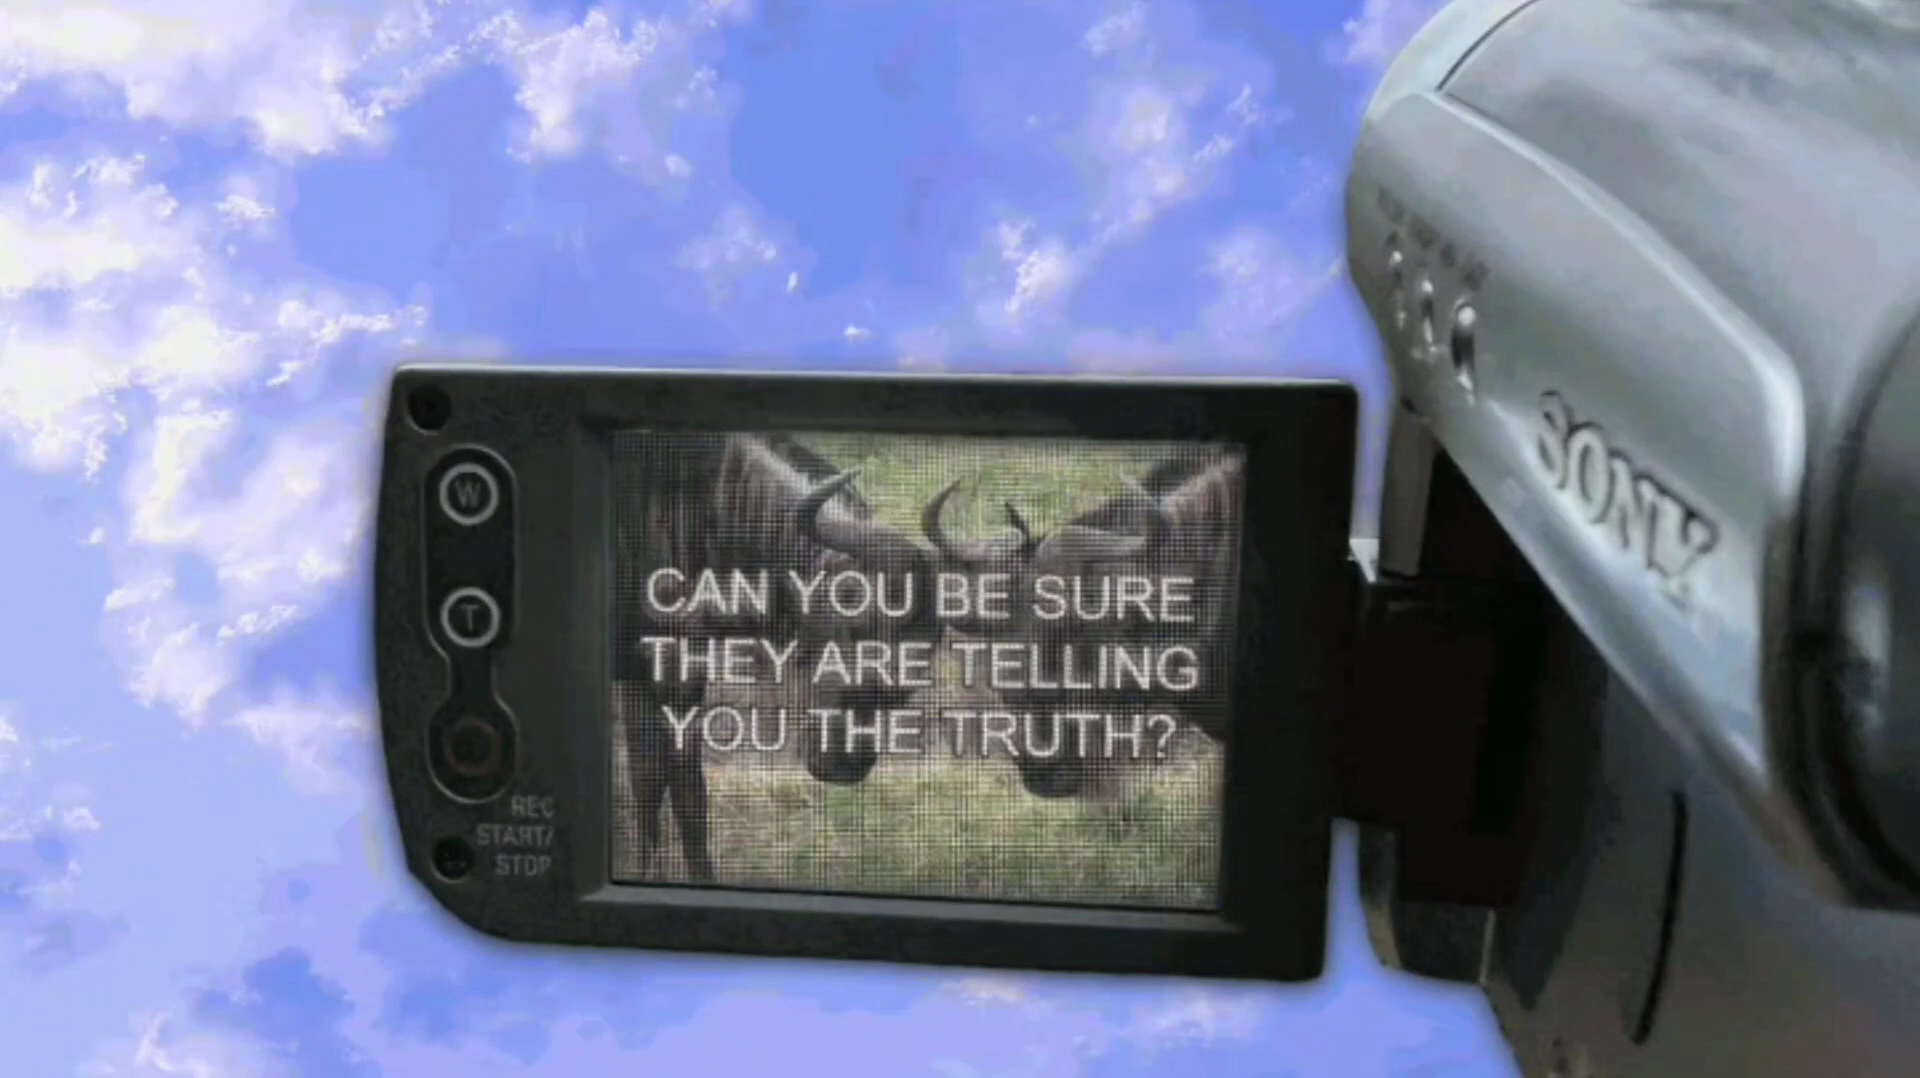 CAN YOU BE SURE
THEY ARE TELLING
YOU THE TRUTH?
W
T
REC
START/
STOP
SONY